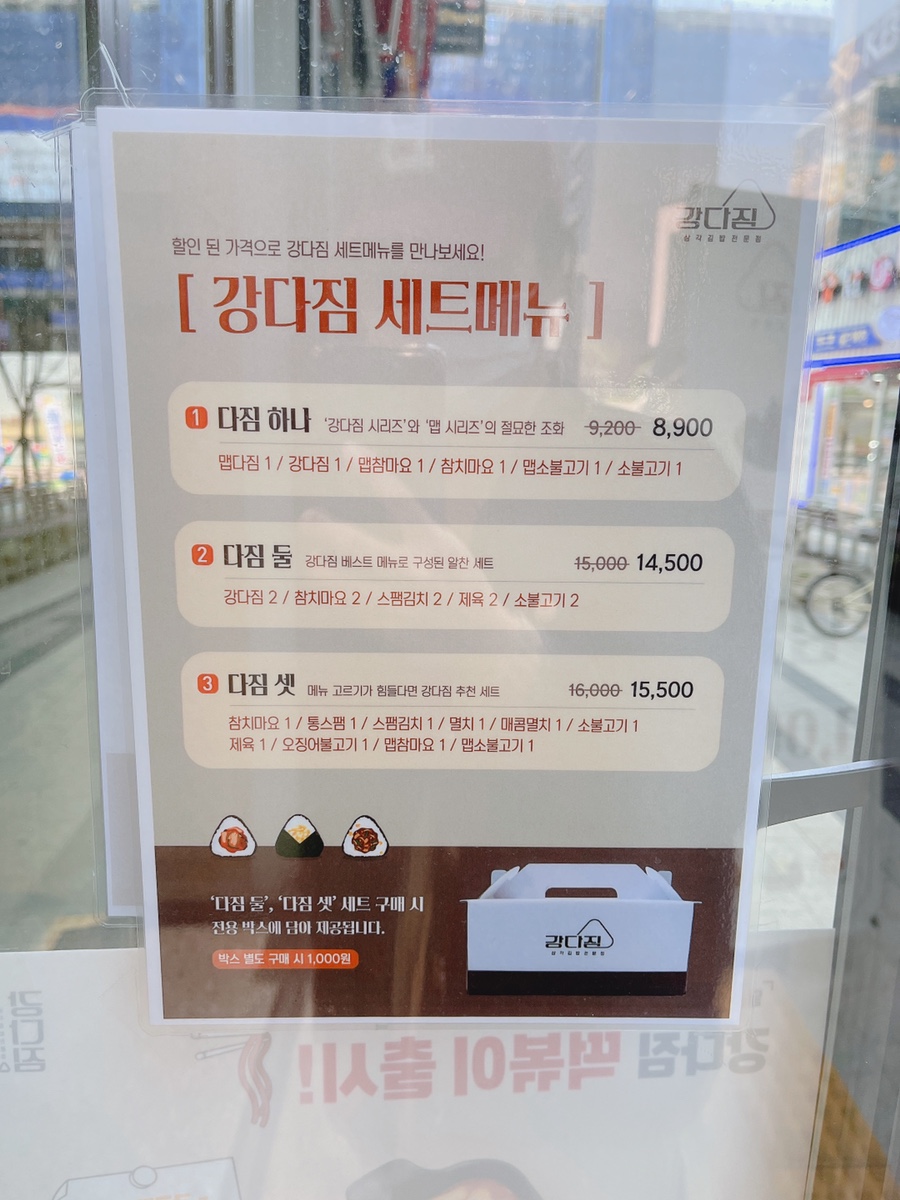 강다짐
삼각김밥전문점
할인 된 가격으로 강다짐 세트메뉴를 만나보세요!
[ 강다짐 세트메뉴 ]
1 다짐 하나 '강다짐 시리즈'와 '맵 시리즈'의 절묘한 조화 9,200 8,900
맵다짐 1 / 강다짐 1 / 맵참마요 1 / 참치마요 1 / 맵소불고기 1 / 소불고기 1
2 다짐 둘 강다짐 베스트 메뉴로 구성된 알찬 세트 15,000 14,500
강다짐 2 / 참치마요 2 / 스팸김치 2 / 제육 2 / 소불고기 2
3 다짐 셋 메뉴 고르기가 힘들다면 강다짐 추천 세트 16,000 15,500
참치마요 1 / 통스팸 1 / 스팸김치 1 / 멸치 1 / 매콤멸치 1 / 소불고기 1
제육 1 / 오징어불고기 1 / 맵참마요 1 / 맵소불고기 1
'다짐 둘', '다짐 셋' 세트 구매 시
전용 박스에 담아 제공됩니다.
박스 별도 구매 시 1,000원
강다짐
삼각김밥전문점
강다짐 떡볶이 출시!
강다짐